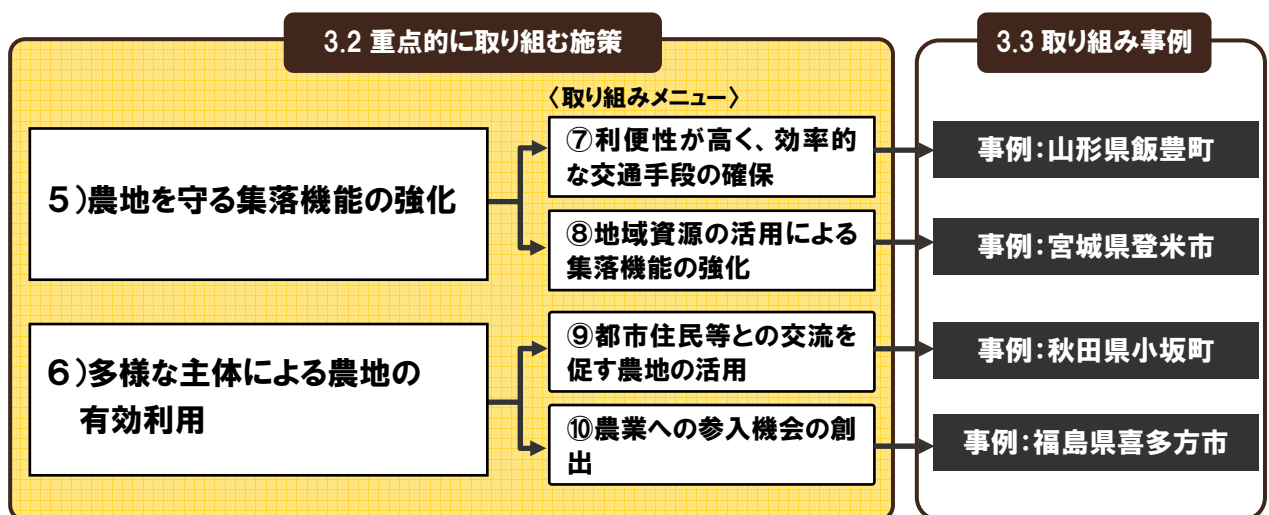 3.2 重点的に取り組む施策
3.3 取り組み事例
〈取り組みメニュー〉
5)農地を守る集落機能の強化
⑦利便性が高く、効率的
な交通手段の確保
事例:山形県飯豊町
⑧地域資源の活用による
集落機能の強化
事例:宮城県登米市
6)多様な主体による農地の
有効利用
⑨都市住民等との交流を
促す農地の活用
事例:秋田県小坂町
⑩農業への参入機会の創
出
事例:福島県喜多方市